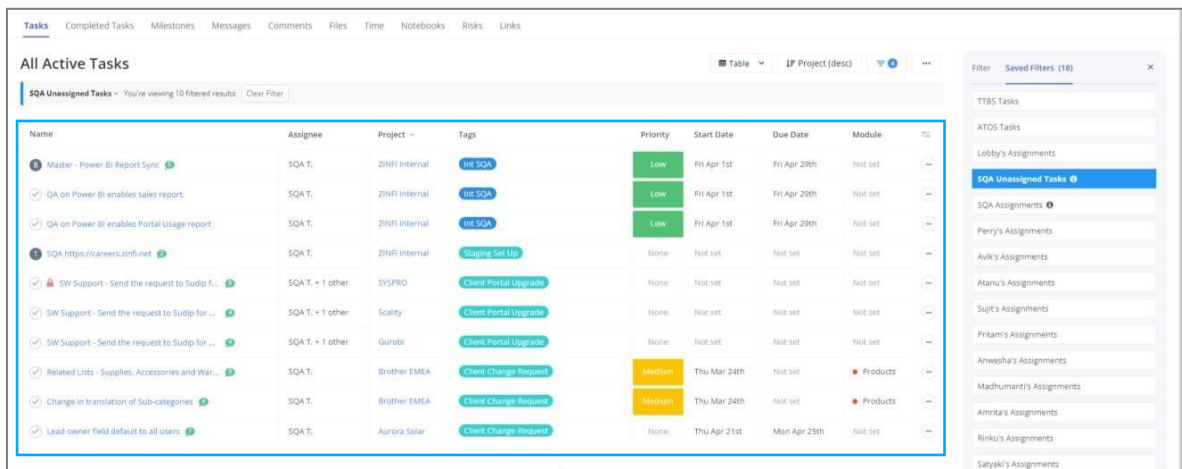 Tasks Completed Tasks Milestones Messages Comments Files Time Notebooks Risks Links
All Active Tasks
Table Project (desc) 4
SQA Unassigned Tasks You're viewing 10 filtered results Clear Filter
Name Assignee Project Tags Priority Start Date Due Date Module
8 Master - Power BI Report Sync SQA T. ZINFI Internal Int SQA Low Fri Apr 1st Fri Apr 29th Not set
QA on Power BI enables sales report. SQA T. ZINFI Internal Int SQA Low Fri Apr 1st Fri Apr 29th Not set
QA on Power BI enables Portal Usage report SQA T. ZINFI Internal Int SQA Low Fri Apr 1st Fri Apr 29th Not set
1 SQA https://careers.zinfi.net SQA T. ZINFI Internal Staging Set Up None Not set Not set Not set
SW Support - Send the request to Sudip f... SQA T. + 1 other SYSPRO Client Portal Upgrade None Not set Not set Not set
SW Support - Send the request to Sudip for ... SQA T. + 1 other Scality Client Portal Upgrade None Not set Not set Not set
SW Support - Send the request to Sudip for ... SQA T. + 1 other Gurobi Client Portal Upgrade None Not set Not set Not set
Related Lists - Supplies, Accessories and War... SQA T. Brother EMEA Client Change Request Medium Thu Mar 24th Not set Products
Change in translation of Sub-categories SQA T. Brother EMEA Client Change Request Medium Thu Mar 24th Not set Products
Lead owner field default to all users SQA T. Aurora Solar Client Change Request None Thu Apr 21st Mon Apr 25th Not set
Filter Saved Filters (18)
TTBS Tasks
ATOS Tasks
Lobby's Assignments
SQA Unassigned Tasks
SQA Assignments
Perry's Assignments
Avik's Assignments
Atanu's Assignments
Sujit's Assignments
Pritam's Assignments
Anwesha's Assignments
Madhumanti's Assignments
Amrita's Assignments
Rinku's Assignments
Satyaki's Assignments